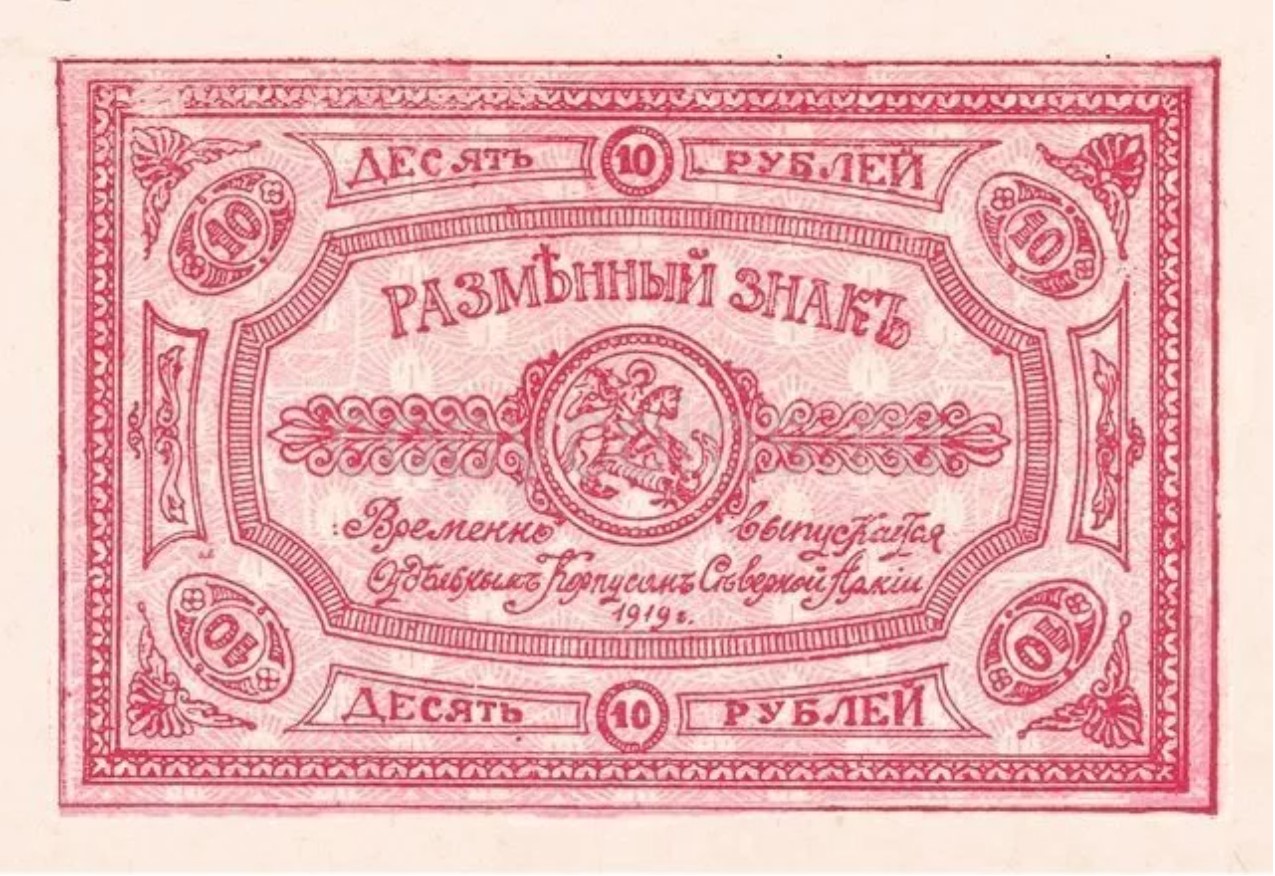 ДЕСЯТЬ 10 РУБЛЕЙ
10 10
РАЗМѢННЫЙ ЗНАКЪ
Временно выпускается
Отдѣльнымъ Корпусомъ Сѣверной Арміи
1919 г.
10 10
ДЕСЯТЬ 10 РУБЛЕЙ